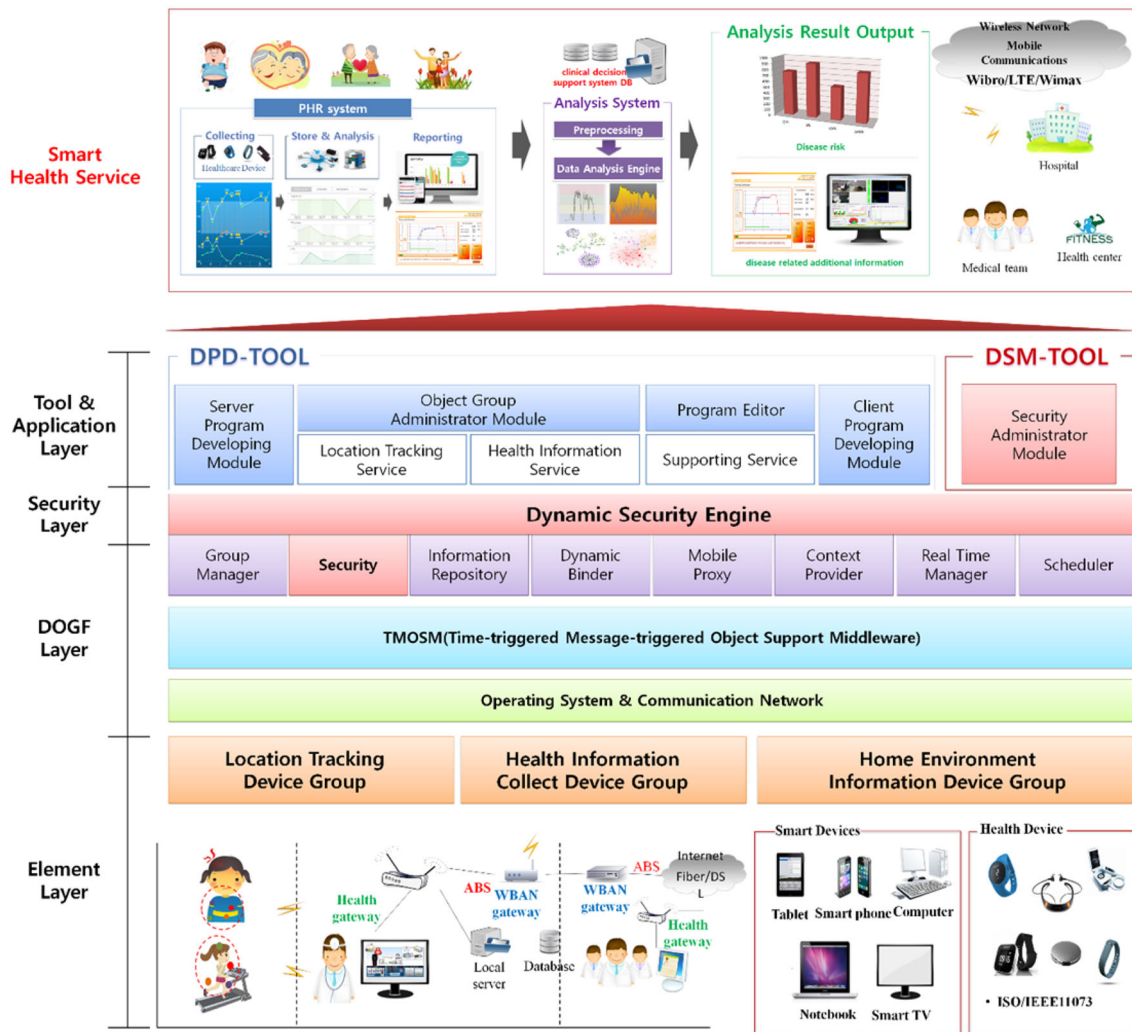 Smart
Health Service
PHR system
Collecting
Healthcare Device
Store & Analysis
Reporting
clinical decision
support system DB
Analysis System
Preprocessing
Data Analysis Engine
Analysis Result Output
Disease risk
disease related additional information
Wireless Network
Mobile
Communications
Wibro/LTE/Wimax
Hospital
Medical team
FITNESS
Health center
Tool &
Application
Layer
DPD-TOOL
Server
Program
Developing
Module
Object Group
Administrator Module
Location Tracking
Service
Health Information
Service
Program Editor
Supporting Service
Client
Program
Developing
Module
DSM-TOOL
Security
Administrator
Module
Security
Layer
Dynamic Security Engine
DOGF
Layer
Group
Manager
Security
Information
Repository
Dynamic
Binder
Mobile
Proxy
Context
Provider
Real Time
Manager
Scheduler
TMOSM(Time-triggered Message-triggered Object Support Middleware)
Operating System & Communication Network
Element
Layer
Location Tracking
Device Group
Health Information
Collect Device Group
Home Environment
Information Device Group
Health
gateway
ABS
WBAN
gateway
Local
server
Database
WBAN
gateway
ABS
Internet
Fiber/DS
L
Health
gateway
Smart Devices
Tablet
Smart phone
Computer
Notebook
Smart TV
Health Device
• ISO/IEEE11073